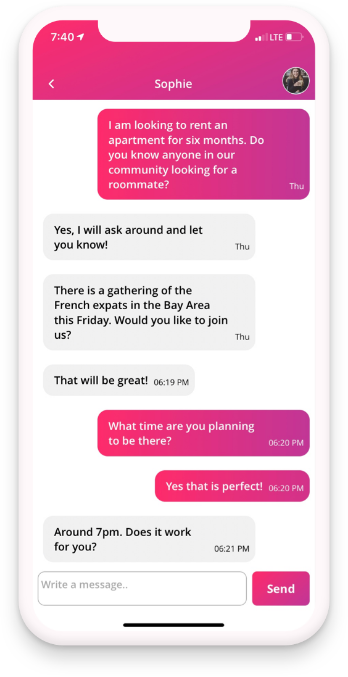 7:40 LTE
Sophie
I am looking to rent an
apartment for six months. Do
you know anyone in our
community looking for a
roommate?
Thu
Yes, I will ask around and let
you know!
Thu
There is a gathering of the
French expats in the Bay Area
this Friday. Would you like to join
us?
Thu
That will be great! 06:19 PM
What time are you planning
to be there?
06:20 PM
Yes that is perfect! 06:20 PM
Around 7pm. Does it work
for you?
06:21 PM
Write a message..
Send